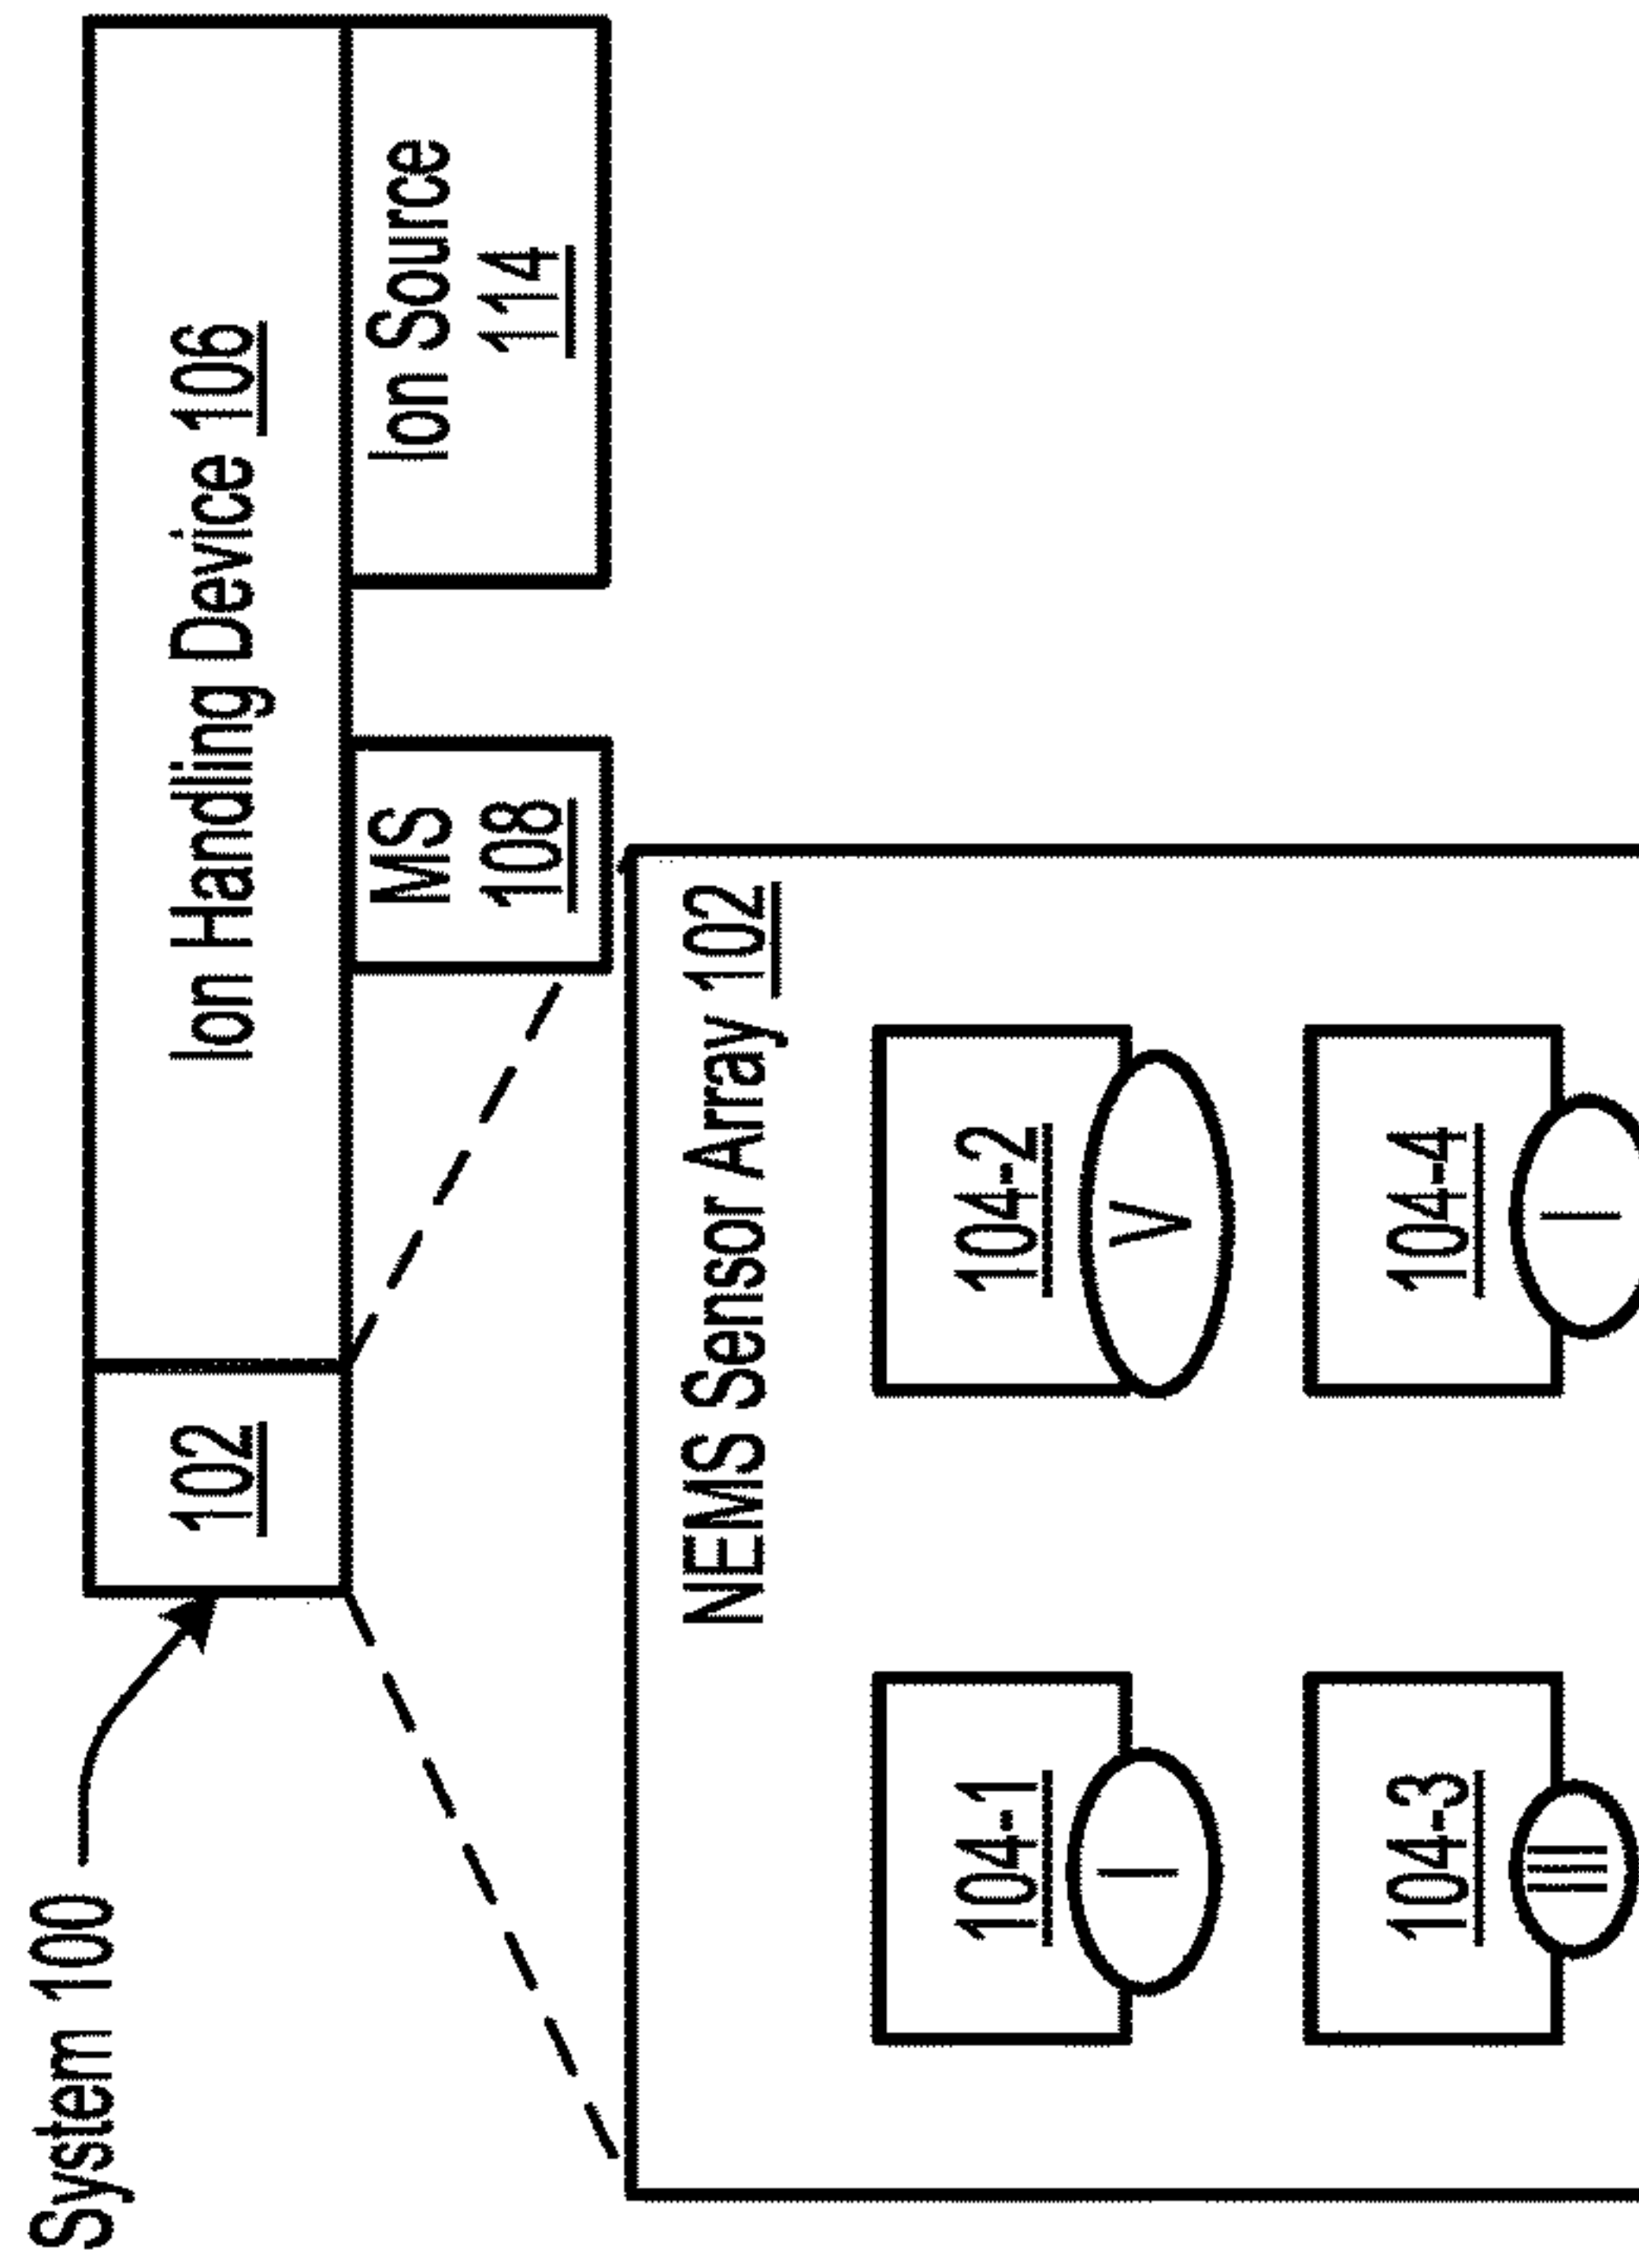 System 100
102
Ion Handling Device 106
MS
108
Ion Source
114
NEMS Sensor Array 102
104-1
I
104-2
V
104-3
III
104-4
I